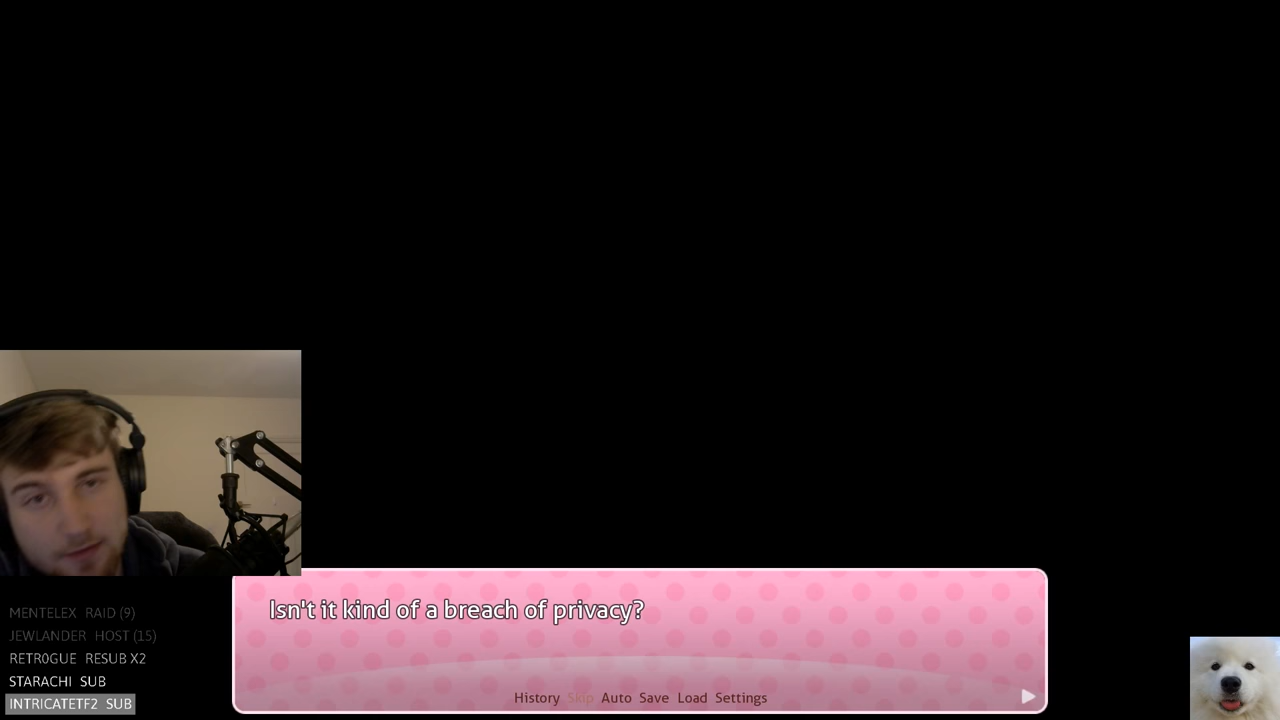 Isn't it kind of a breach of privacy?
History Skip Auto Save Load Settings
MENTELEX RAID (9)
JEWLANDER HOST (15)
RETR0GUE RESUB X2
STARACHI SUB
INTRICATETF2 SUB